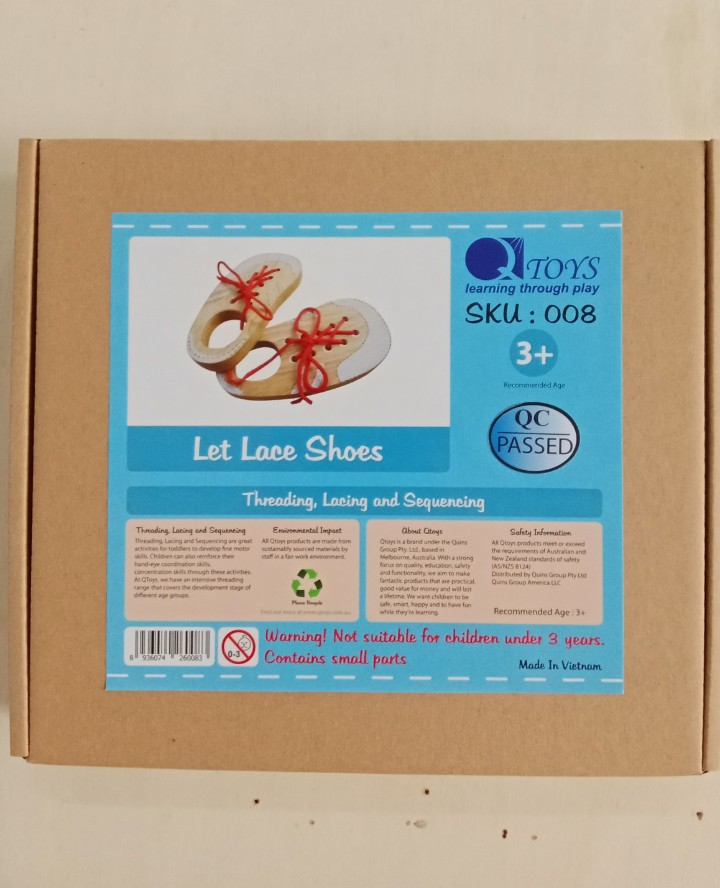 Q TOYS
learning through play
SKU : 008
3+
Recommended Age
QC
PASSED
Let Lace Shoes
Threading, Lacing and Sequencing
Threading, Lacing and Sequencing
Threading, Lacing and Sequencing are great
activities for toddlers to develop fine motor
skills. Children can also reinforce their
hand-eye coordination skills,
concentration skills through these activities.
At QToys, we have an intensive threading
range that covers the development stage of
different age groups.
Environmental Impact
All Qtoys products are made from
sustainably sourced materials by
staff in a fair work environment.
Please Recycle
Find out more at
About Qtoys
Qtoys is a brand under the Quins
Group Pty. Ltd., based in
Melbourne, Australia. With a strong
focus on quality, education, safety
and functionality, we aim to make
fantastic products that are practical,
good value for money and will last
a lifetime. We want children to be
safe, smart, happy and to have fun
while they're learning.
Safety Information
All Qtoys products meet or exceed
the requirements of Australian and
New Zealand standards of safety
(AS/NZS 8124)
Distributed by Quins Group Pty Ltd
Quins Group America LLC.
Recommended Age : 3+
8 936074 260083
0-3
Warning! Not suitable for children under 3 years.
Contains small parts
Made In Vietnam